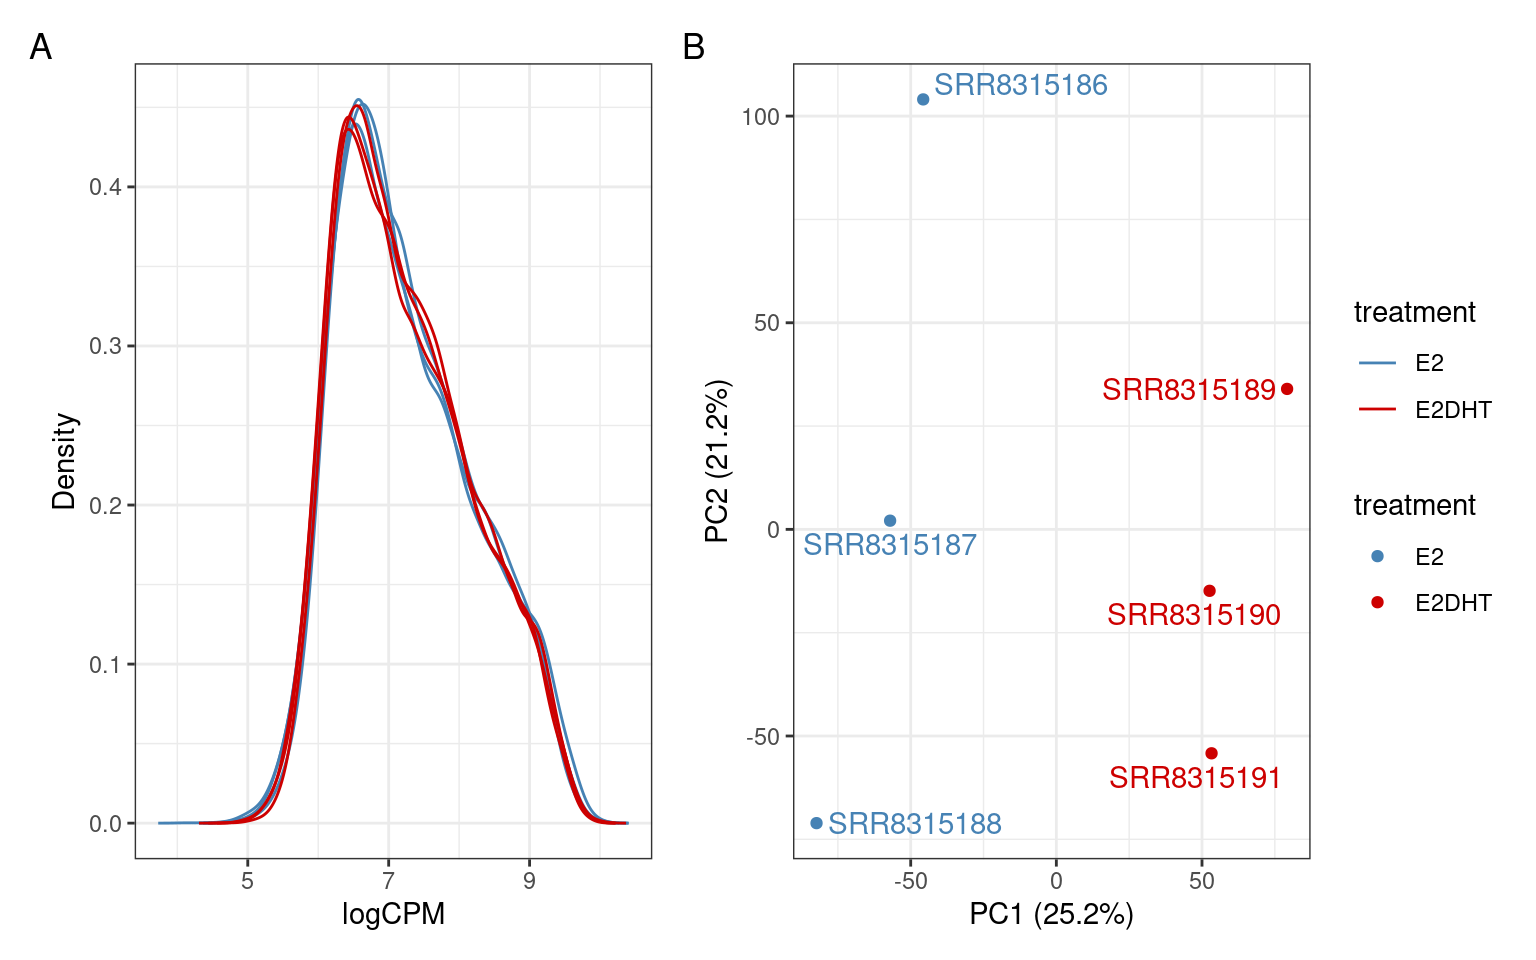 A
Density
0.4
0.3
0.2
0.1
0.0
5 7 9
logCPM
B
PC2 (21.2%)
100
50
0
-50
SRR8315186
SRR8315189
SRR8315187
SRR8315190
SRR8315191
SRR8315188
-50 0 50
PC1 (25.2%)
treatment
E2
E2DHT
treatment
E2
E2DHT